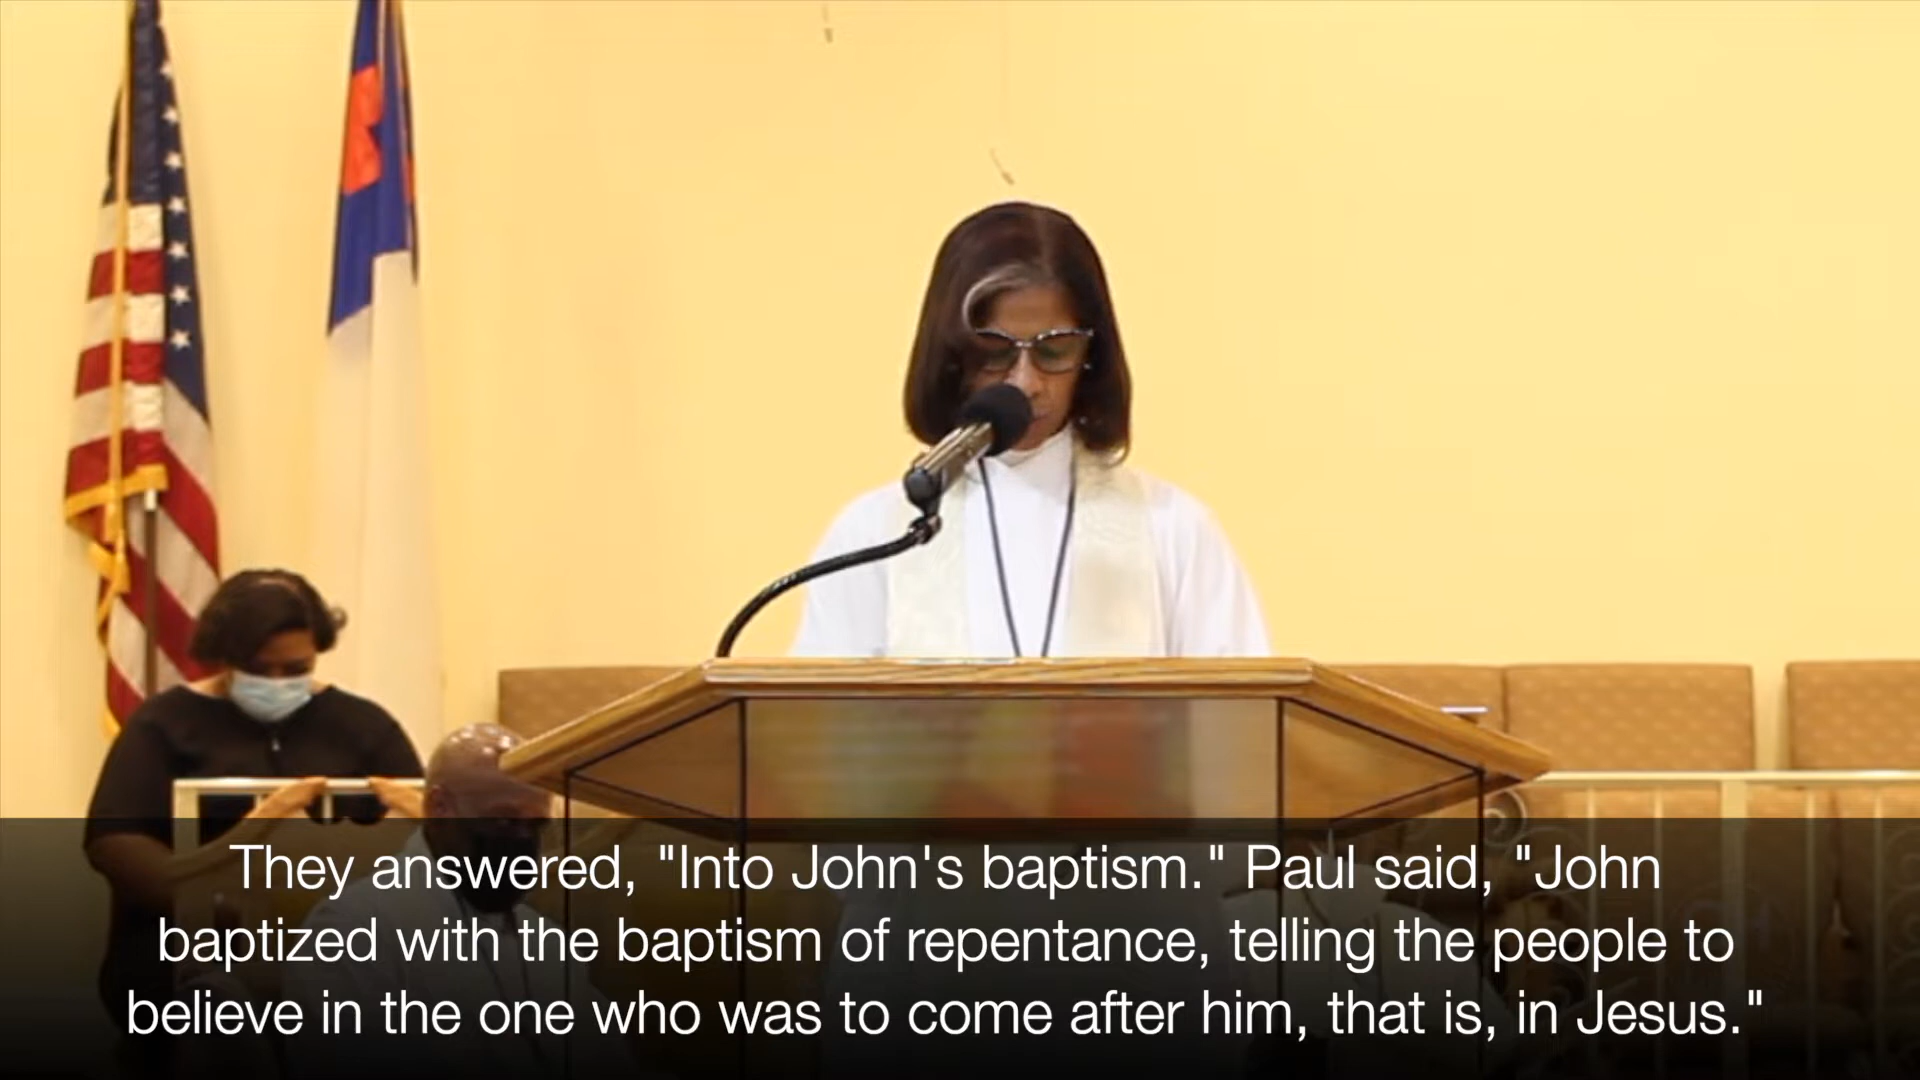 They answered, "Into John's baptism." Paul said, "John
baptized with the baptism of repentance, telling the people to
believe in the one who was to come after him, that is, in Jesus."